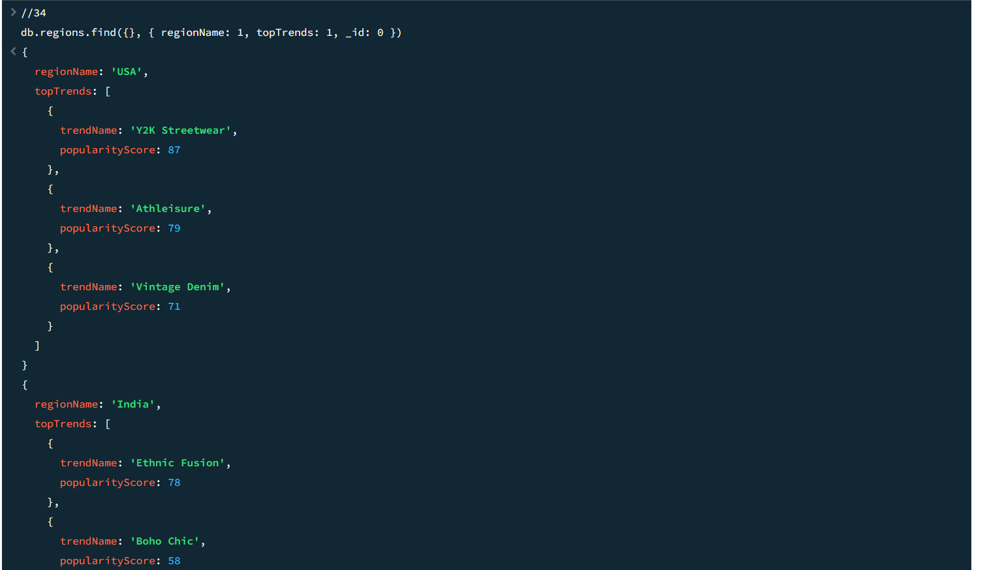 //34
db.regions.find({}, { regionName: 1, topTrends: 1, _id: 0 })
{
regionName: 'USA',
topTrends: [
{
trendName: 'Y2K Streetwear',
popularityScore: 87
},
{
trendName: 'Athleisure',
popularityScore: 79
},
{
trendName: 'Vintage Denim',
popularityScore: 71
}
]
}
{
regionName: 'India',
topTrends: [
{
trendName: 'Ethnic Fusion',
popularityScore: 78
},
{
trendName: 'Boho Chic',
popularityScore: 58